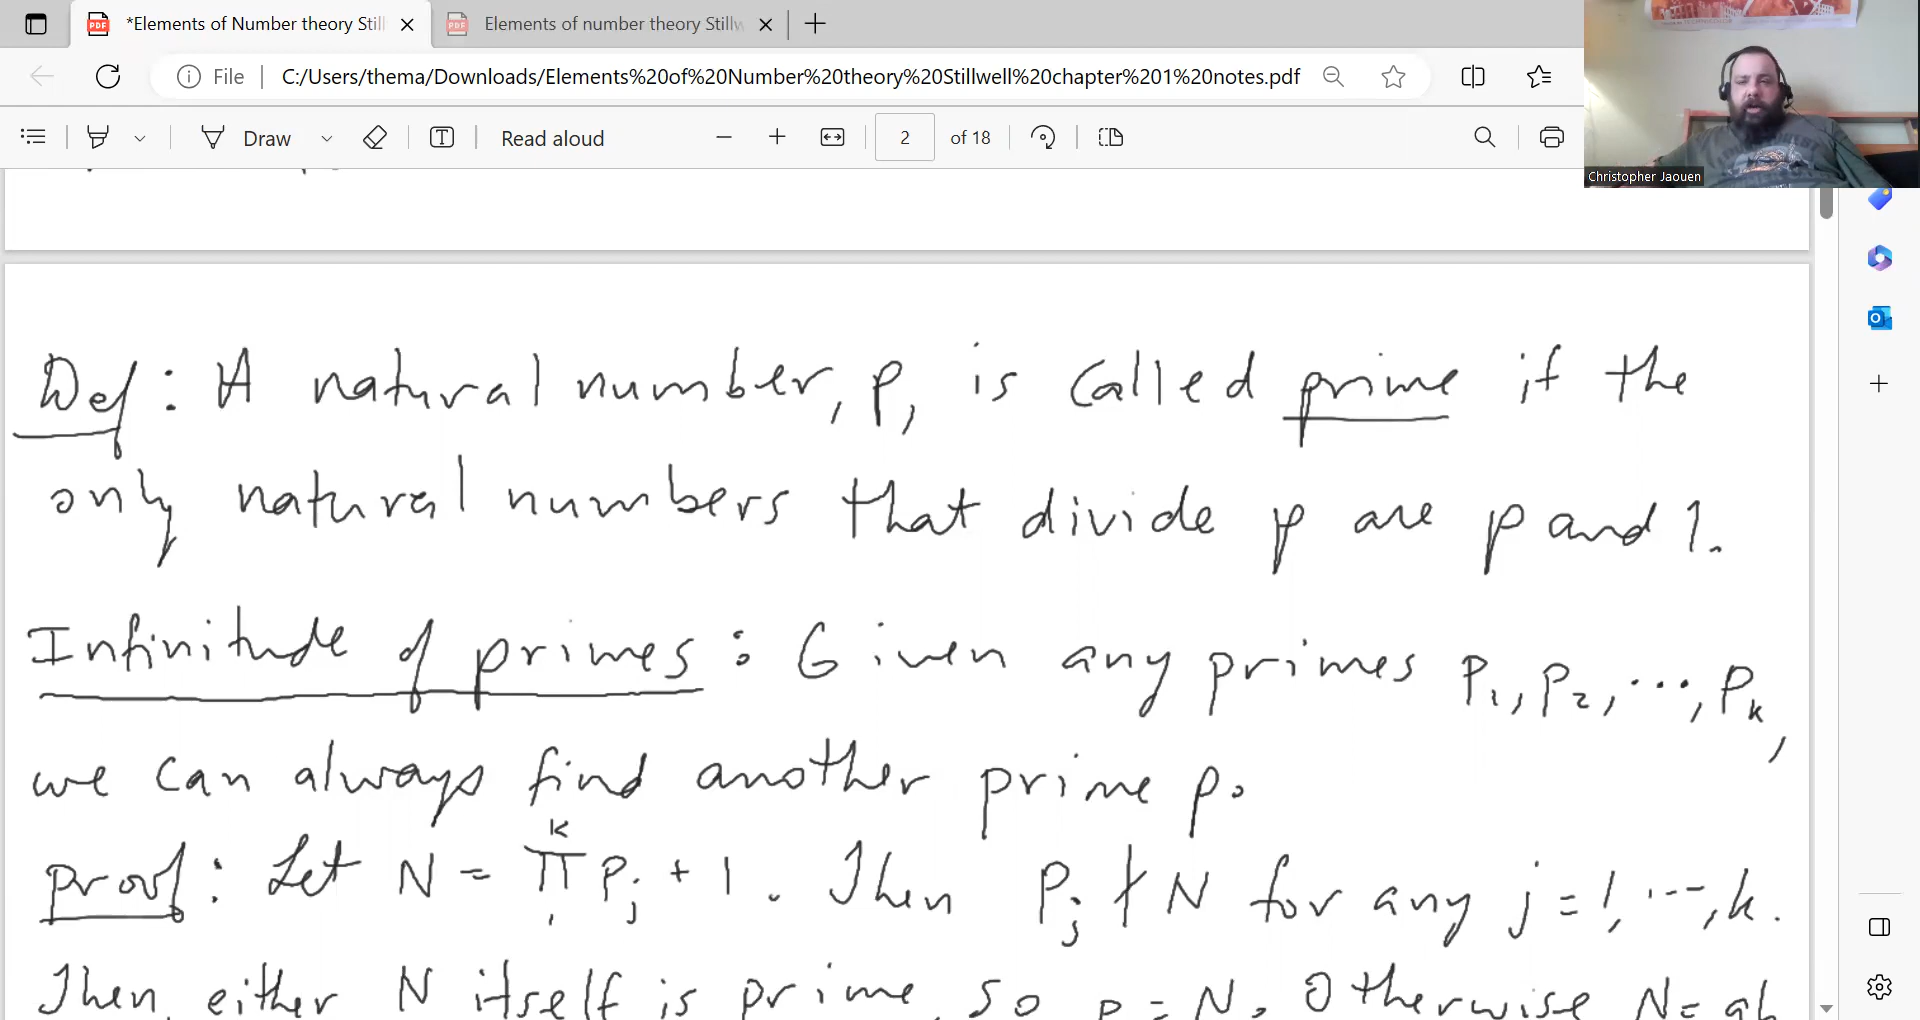 *Elements of Number theory Still
Elements of number theory Stillw
File
C:/Users/thema/Downloads/Elements%20of%20Number%20theory%20Stillwell%20chapter%201%20notes.pdf
Draw
Read aloud
2 of 18
Christopher Jaouen
Def: A natural number, p, is called prime if the
only natural numbers that divide p are p and 1.
Infinitude of primes: Given any primes p₁, p₂, ..., pₖ,
we can always find another prime p.
k
Proof: Let N = ∏ pⱼ + 1. Then pⱼ ∤ N for any j = 1, ..., k.
1
Then either N itself is prime, so p = N. Otherwise N = ab